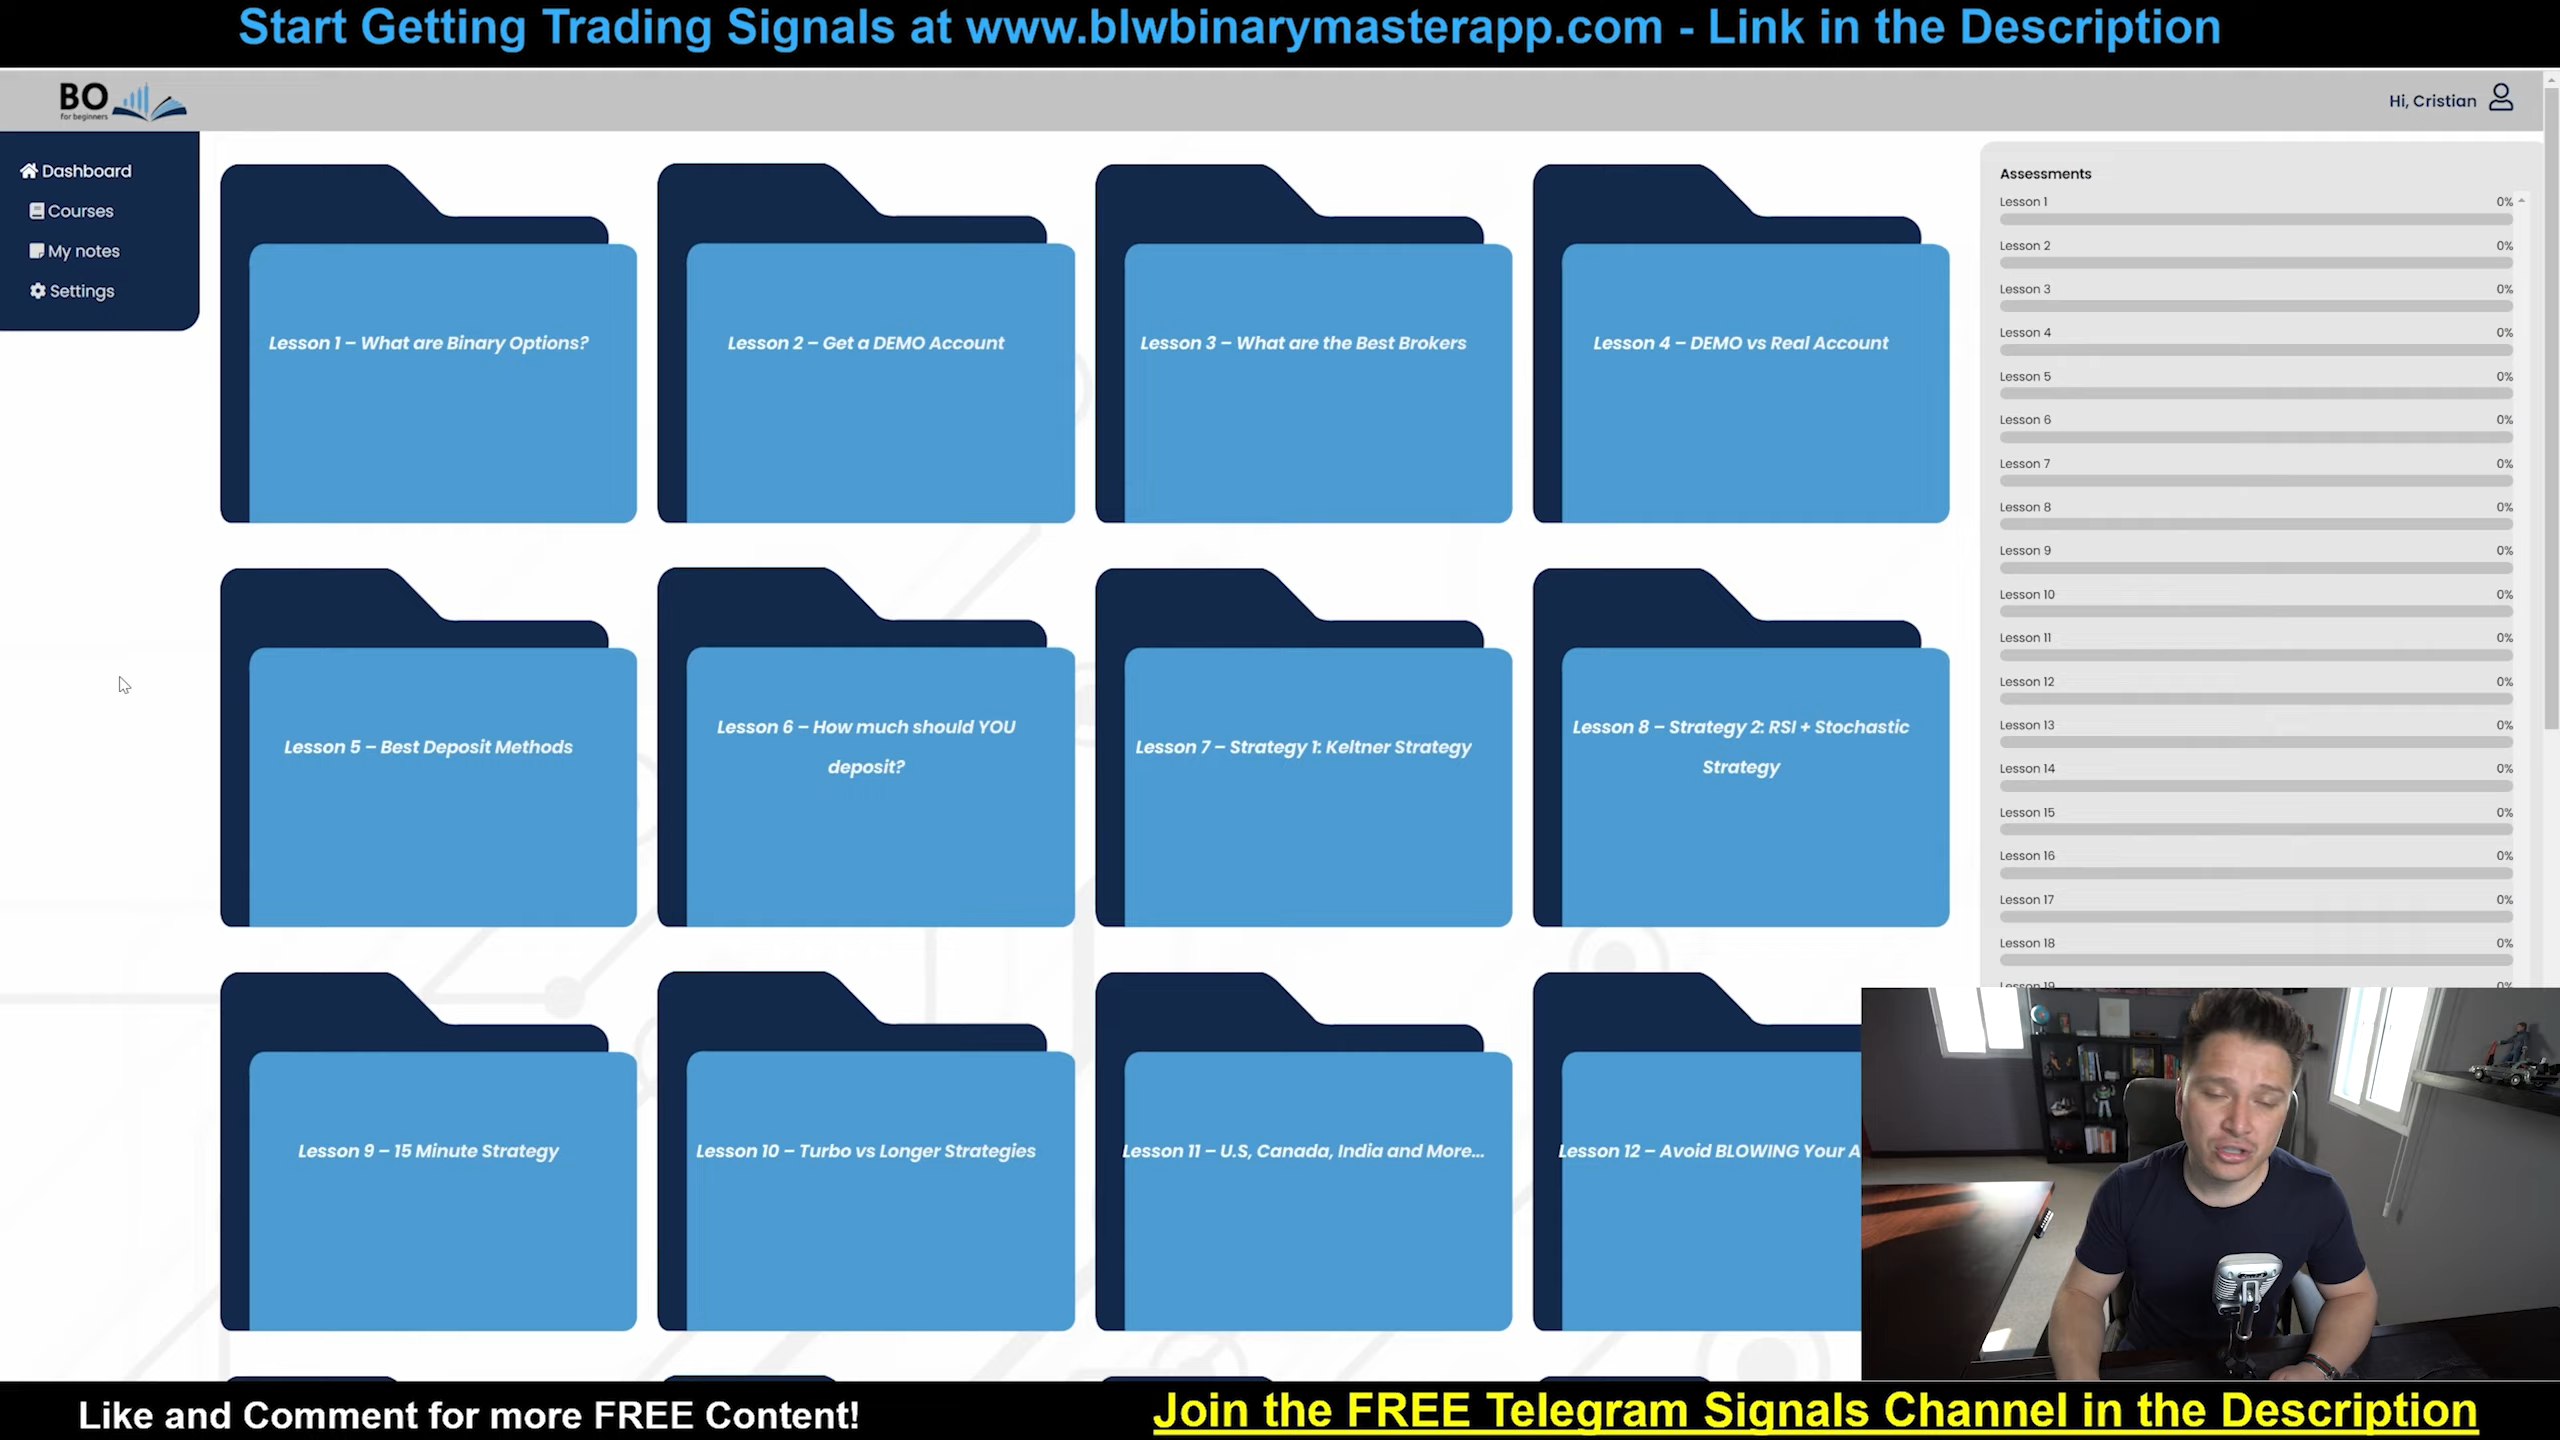 Start Getting Trading Signals at www.blwbinarymasterapp.com - Link in the Description
BO
for beginners
Hi, Cristian
Dashboard
Courses
My notes
Settings
Lesson 1 – What are Binary Options?
Lesson 2 – Get a DEMO Account
Lesson 3 – What are the Best Brokers
Lesson 4 – DEMO vs Real Account
Lesson 5 – Best Deposit Methods
Lesson 6 – How much should YOU
deposit?
Lesson 7 – Strategy 1: Keltner Strategy
Lesson 8 – Strategy 2: RSI + Stochastic
Strategy
Lesson 9 – 15 Minute Strategy
Lesson 10 – Turbo vs Longer Strategies
Lesson 11 – U.S, Canada, India and More...
Lesson 12 – Avoid BLOWING Your A
Assessments
Lesson 1 0%
Lesson 2 0%
Lesson 3 0%
Lesson 4 0%
Lesson 5 0%
Lesson 6 0%
Lesson 7 0%
Lesson 8 0%
Lesson 9 0%
Lesson 10 0%
Lesson 11 0%
Lesson 12 0%
Lesson 13 0%
Lesson 14 0%
Lesson 15 0%
Lesson 16 0%
Lesson 17 0%
Lesson 18 0%
Lesson 19 0%
Like and Comment for more FREE Content!
Join the FREE Telegram Signals Channel in the Description